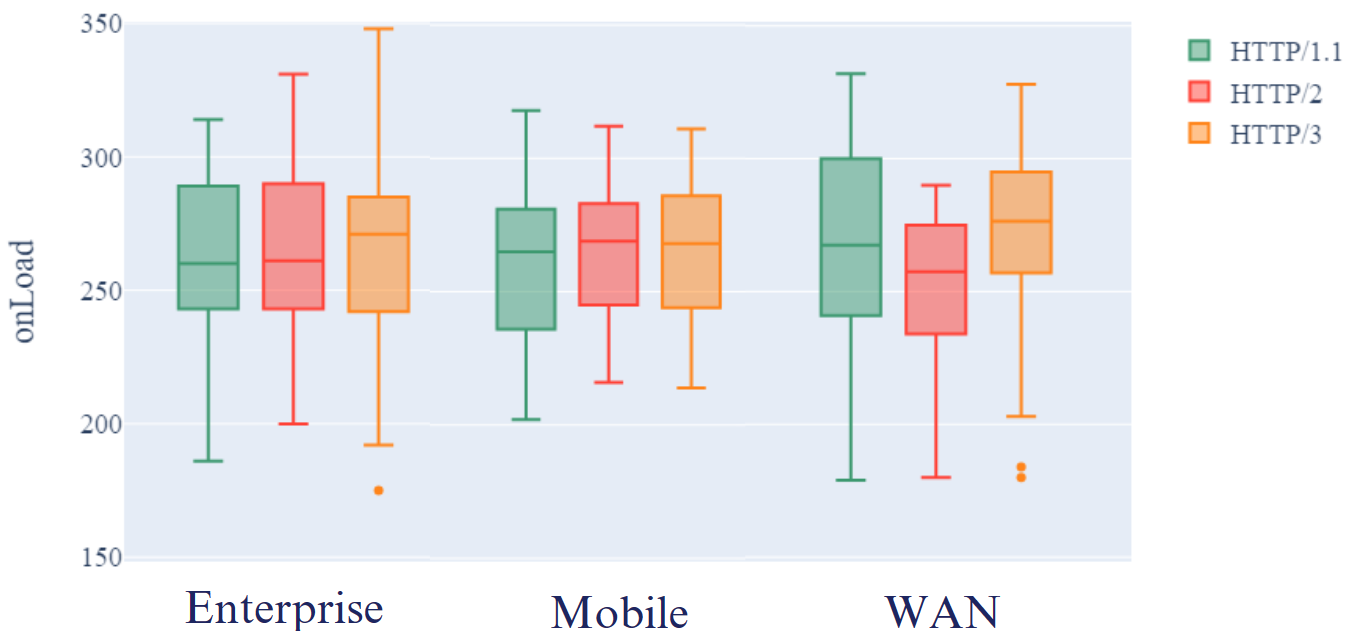 350
300
250
200
150
onLoad
Enterprise
Mobile
WAN
HTTP/1.1
HTTP/2
HTTP/3